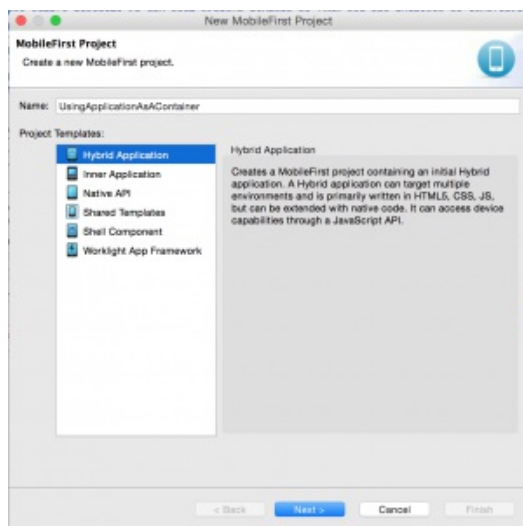 New MobileFirst Project
MobileFirst Project
Create a new MobileFirst project.
Name: UsingApplicationAsAContainer
Project Templates:
Hybrid Application
Inner Application
Native API
Shared Templates
Shell Component
Worklight App Framework
Hybrid Application
Creates a MobileFirst project containing an initial Hybrid
application. A Hybrid application can target multiple
environments and is primarily written in HTML5, CSS, JS,
but can be extended with native code. It can access device
capabilities through a JavaScript API.
< Back
Next >
Cancel
Finish